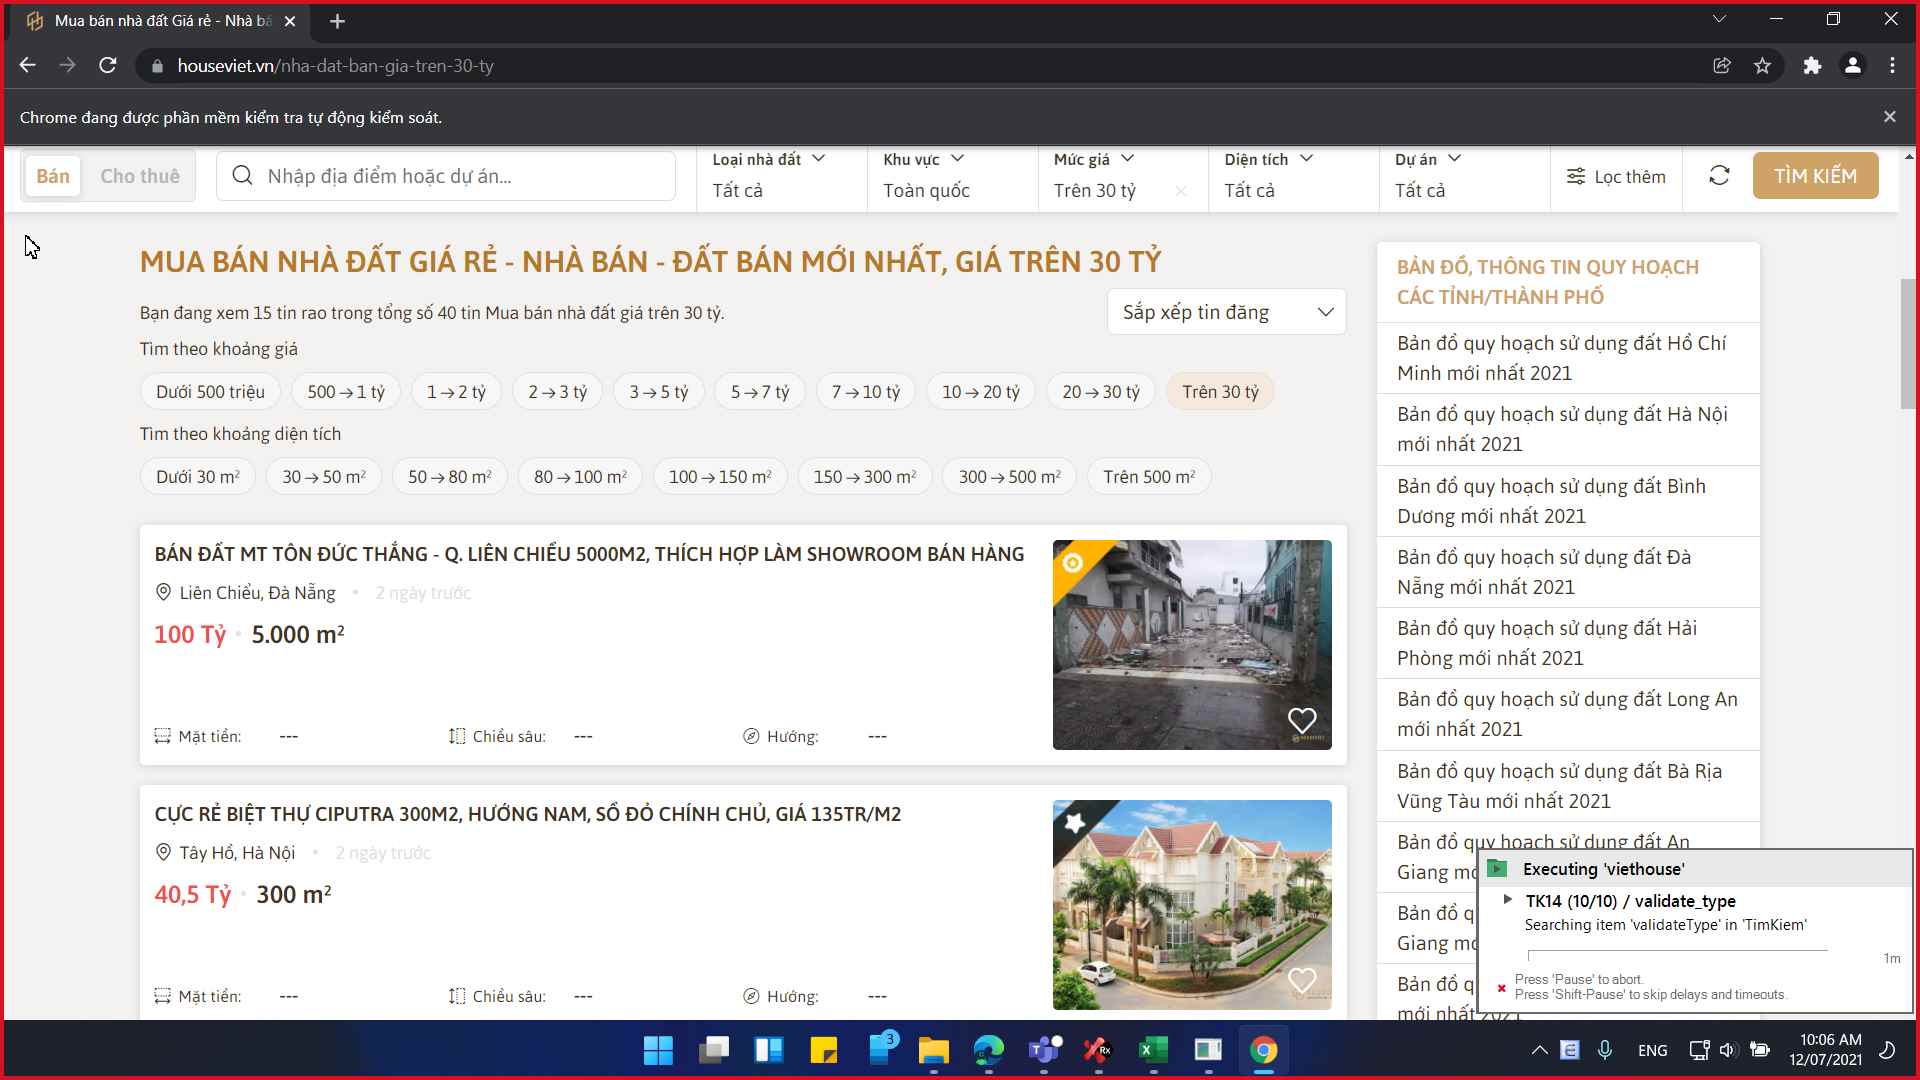 Mua bán nhà đất Giá rẻ - Nhà bá
houseviet.vn/nha-dat-ban-gia-tren-30-ty
Chrome đang được phần mềm kiểm tra tự động kiểm soát.
Bán
Cho thuê
Nhập địa điểm hoặc dự án...
Loại nhà đất
Tất cả
Khu vực
Toàn quốc
Mức giá
Trên 30 tỷ
Diện tích
Tất cả
Dự án
Tất cả
Lọc thêm
TÌM KIẾM
MUA BÁN NHÀ ĐẤT GIÁ RẺ - NHÀ BÁN - ĐẤT BÁN MỚI NHẤT, GIÁ TRÊN 30 TỶ
Bạn đang xem 15 tin rao trong tổng số 40 tin Mua bán nhà đất giá trên 30 tỷ.
Sắp xếp tin đăng
Tìm theo khoảng giá
Dưới 500 triệu
500 → 1 tỷ
1 → 2 tỷ
2 → 3 tỷ
3 → 5 tỷ
5 → 7 tỷ
7 → 10 tỷ
10 → 20 tỷ
20 → 30 tỷ
Trên 30 tỷ
Tìm theo khoảng diện tích
Dưới 30 m²
30 → 50 m²
50 → 80 m²
80 → 100 m²
100 → 150 m²
150 → 300 m²
300 → 500 m²
Trên 500 m²
BÁN ĐẤT MT TÔN ĐỨC THẮNG - Q. LIÊN CHIỂU 5000M2, THÍCH HỢP LÀM SHOWROOM BÁN HÀNG
Liên Chiểu, Đà Nẵng • 2 ngày trước
100 Tỷ • 5.000 m²
Mặt tiền: ---
Chiều sâu: ---
Hướng: ---
CỰC RẺ BIỆT THỰ CIPUTRA 300M2, HƯỚNG NAM, SỔ ĐỎ CHÍNH CHỦ, GIÁ 135TR/M2
Tây Hồ, Hà Nội • 2 ngày trước
40,5 Tỷ • 300 m²
Mặt tiền: ---
Chiều sâu: ---
Hướng: ---
BẢN ĐỒ, THÔNG TIN QUY HOẠCH
CÁC TỈNH/THÀNH PHỐ
Bản đồ quy hoạch sử dụng đất Hồ Chí
Minh mới nhất 2021
Bản đồ quy hoạch sử dụng đất Hà Nội
mới nhất 2021
Bản đồ quy hoạch sử dụng đất Bình
Dương mới nhất 2021
Bản đồ quy hoạch sử dụng đất Đà
Nẵng mới nhất 2021
Bản đồ quy hoạch sử dụng đất Hải
Phòng mới nhất 2021
Bản đồ quy hoạch sử dụng đất Long An
mới nhất 2021
Bản đồ quy hoạch sử dụng đất Bà Rịa
Vũng Tàu mới nhất 2021
Bản đồ quy hoạch sử dụng đất An
Giang
Bản đồ
Giang
Bản đồ
mới nhất 2021
Executing 'viethouse'
TK14 (10/10) / validate_type
Searching item 'validateType' in 'TimKiem'
1m
Press 'Pause' to abort.
Press 'Shift-Pause' to skip delays and timeouts.
3
ENG
10:06 AM
12/07/2021